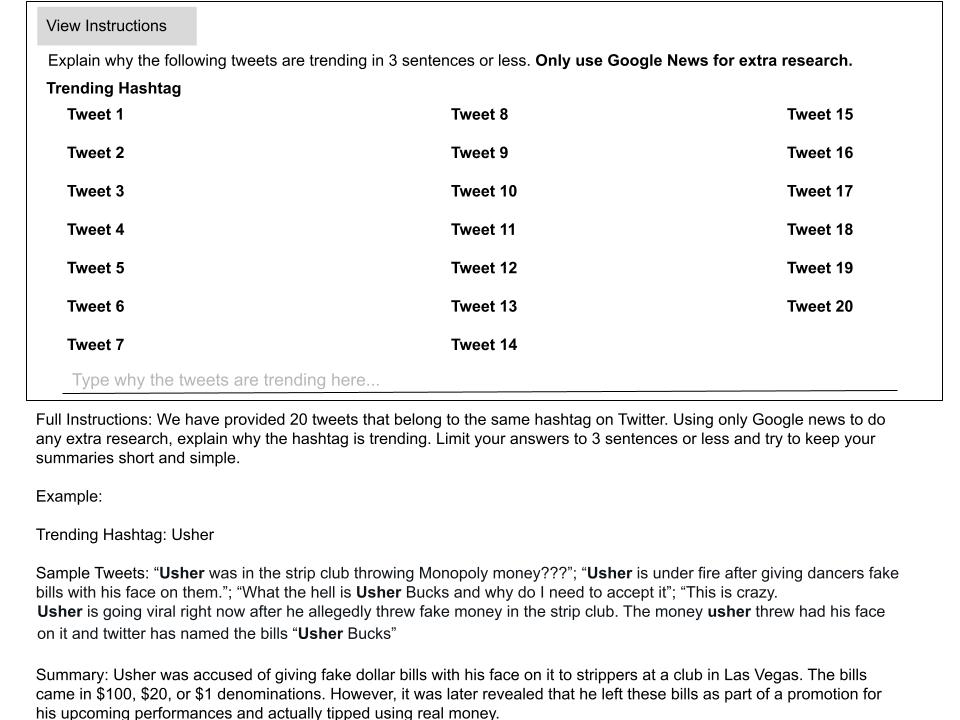 View Instructions
Explain why the following tweets are trending in 3 sentences or less. Only use Google News for extra research.
Trending Hashtag
Tweet 1 Tweet 8 Tweet 15
Tweet 2 Tweet 9 Tweet 16
Tweet 3 Tweet 10 Tweet 17
Tweet 4 Tweet 11 Tweet 18
Tweet 5 Tweet 12 Tweet 19
Tweet 6 Tweet 13 Tweet 20
Tweet 7 Tweet 14
Type why the tweets are trending here...
Full Instructions: We have provided 20 tweets that belong to the same hashtag on Twitter. Using only Google news to do
any extra research, explain why the hashtag is trending. Limit your answers to 3 sentences or less and try to keep your
summaries short and simple.
Example:
Trending Hashtag: Usher
Sample Tweets: “Usher was in the strip club throwing Monopoly money???”; “Usher is under fire after giving dancers fake
bills with his face on them.”; “What the hell is Usher Bucks and why do I need to accept it”; “This is crazy.
Usher is going viral right now after he allegedly threw fake money in the strip club. The money usher threw had his face
on it and twitter has named the bills “Usher Bucks”
Summary: Usher was accused of giving fake dollar bills with his face on it to strippers at a club in Las Vegas. The bills
came in $100, $20, or $1 denominations. However, it was later revealed that he left these bills as part of a promotion for
his upcoming performances and actually tipped using real money.